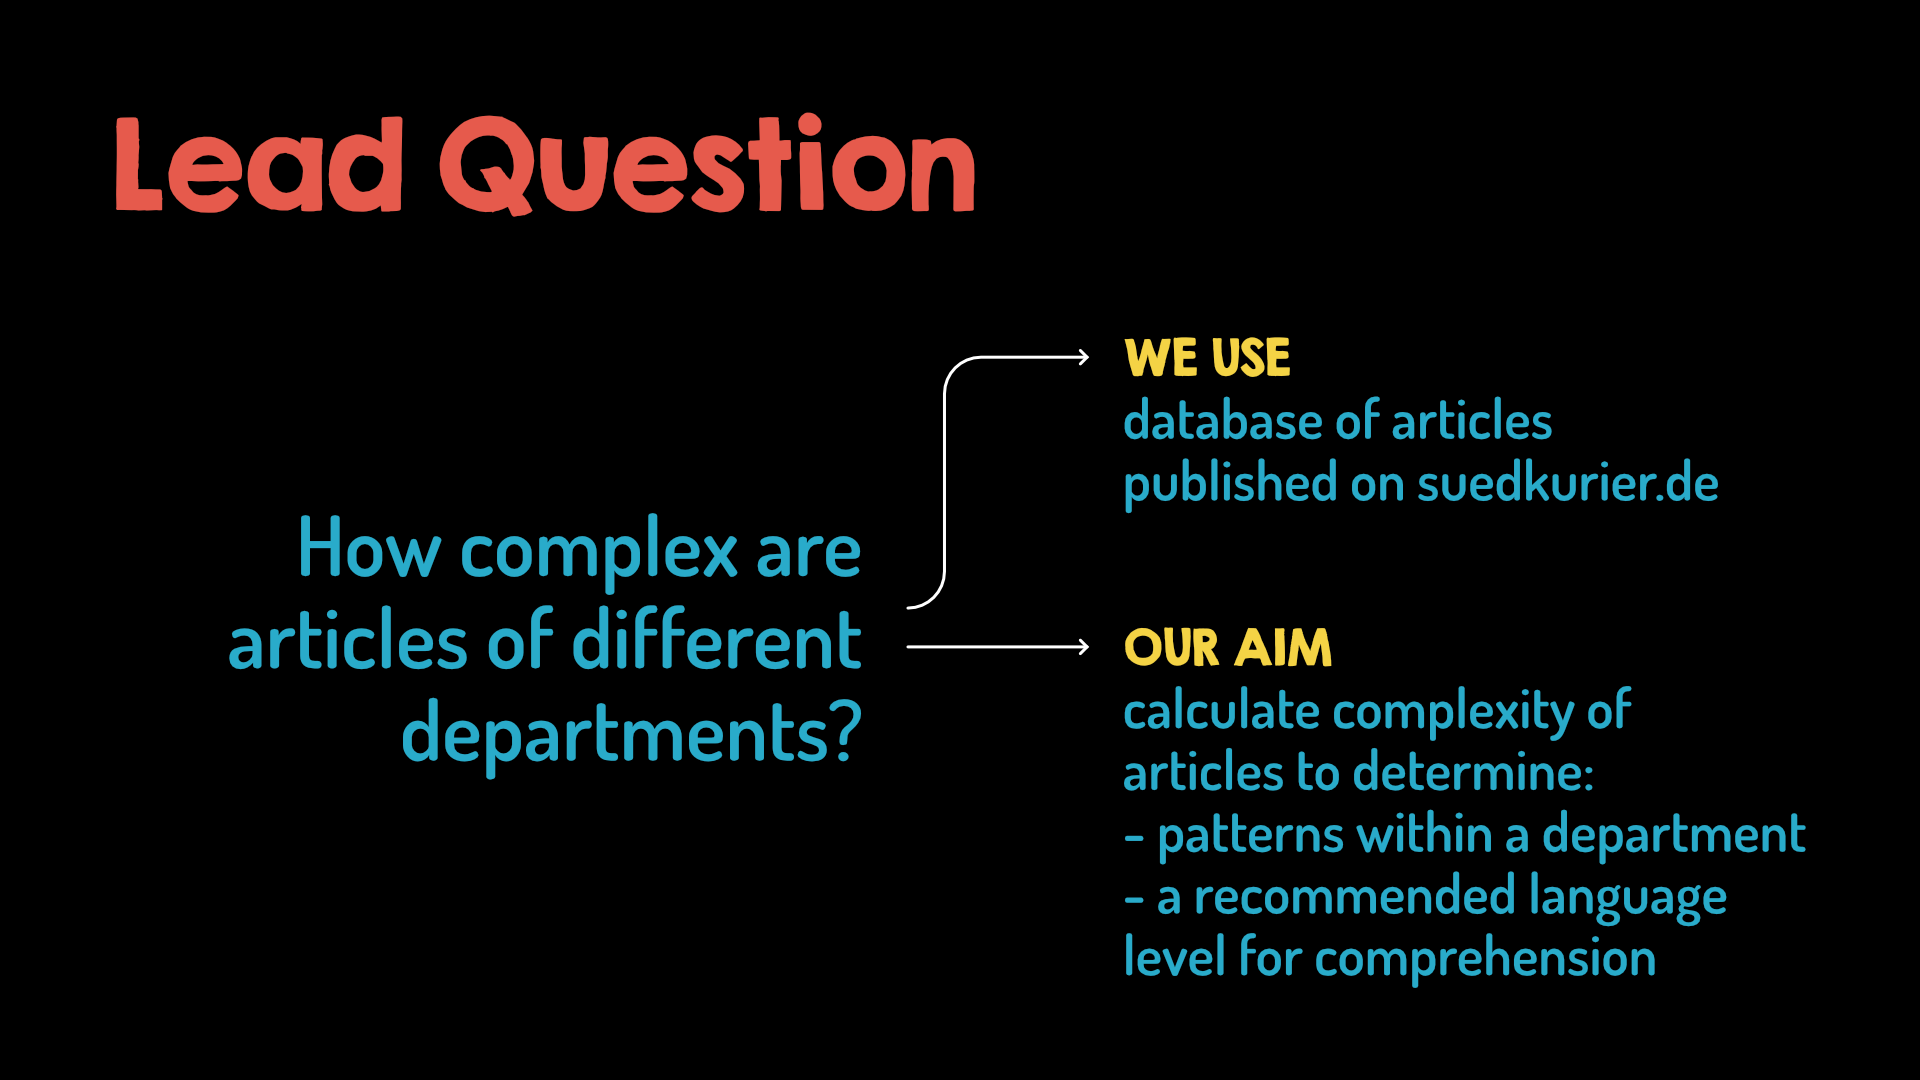 Lead Question
How complex are
articles of different
departments?
WE USE
database of articles
published on suedkurier.de
OUR AIM
calculate complexity of
articles to determine:
- patterns within a department
- a recommended language
level for comprehension